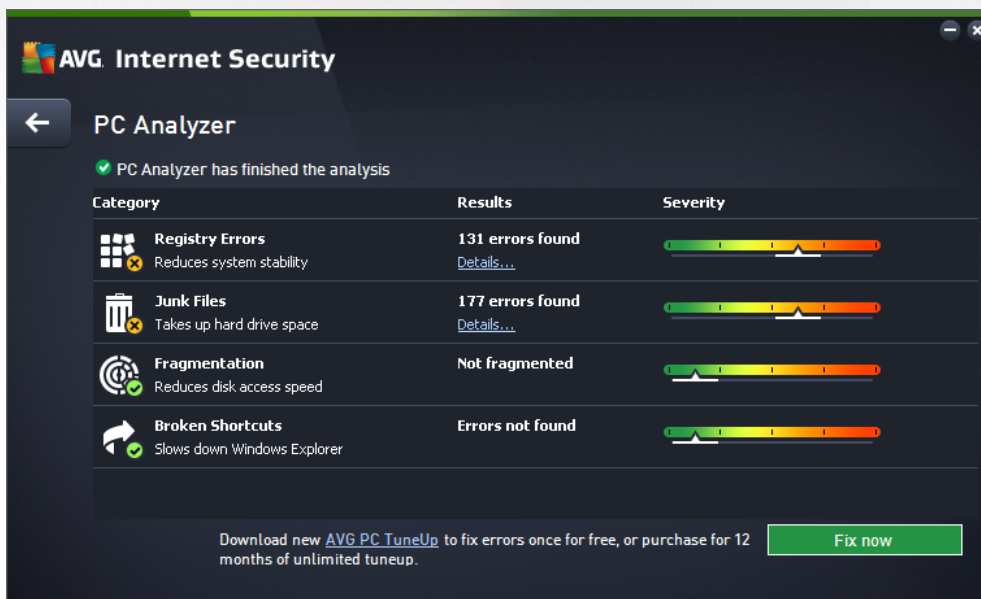 AVG. Internet Security
PC Analyzer
PC Analyzer has finished the analysis
Category Results Severity
Registry Errors 131 errors found
Reduces system stability Details...
Junk Files 177 errors found
Takes up hard drive space Details...
Fragmentation Not fragmented
Reduces disk access speed
Broken Shortcuts Errors not found
Slows down Windows Explorer
Download new AVG PC TuneUp to fix errors once for free, or purchase for 12 Fix now
months of unlimited tuneup.